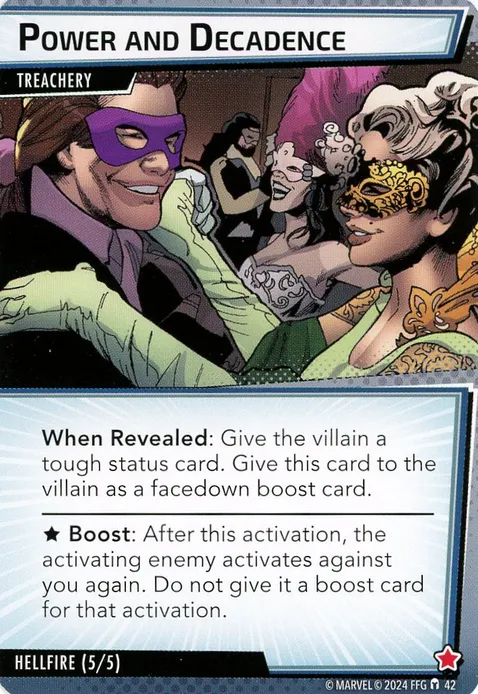 POWER AND DECADENCE
TREACHERY
When Revealed: Give the villain a
tough status card. Give this card to the
villain as a facedown boost card.
★ Boost: After this activation, the
activating enemy activates against
you again. Do not give it a boost card
for that activation.
HELLFIRE (5/5)
© MARVEL © 2024 FFG 42